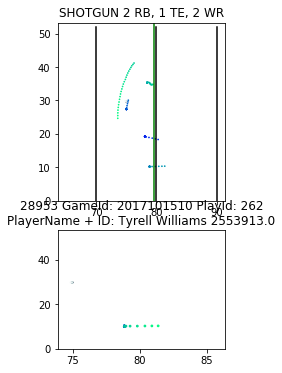 SHOTGUN 2 RB, 1 TE, 2 WR
50
40
30
20
10
0
70 80 90
28953 GameId: 2017101510 PlayId: 262
PlayerName + ID: Tyrell Williams 2553913.0
40
20
0
75 80 85